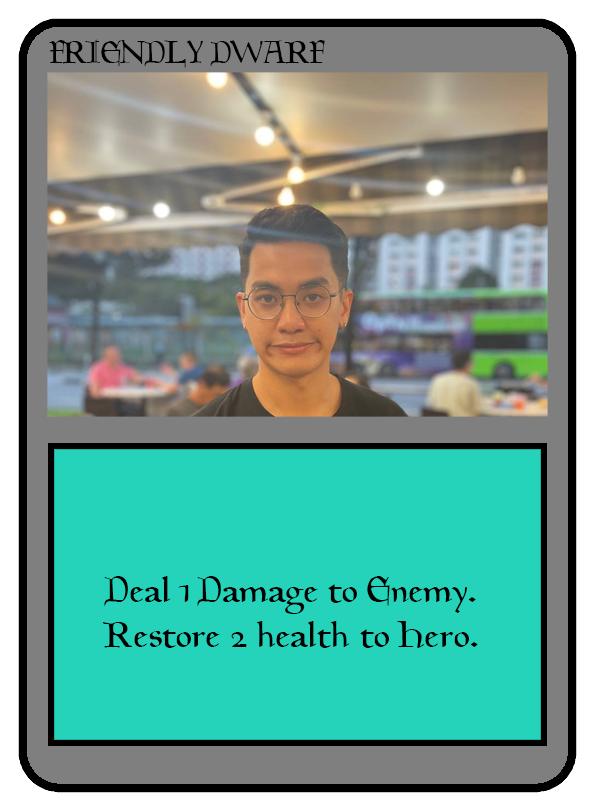 FRIENDLY DWARF
Deal 1 Damage to Enemy.
Restore 2 health to Hero.